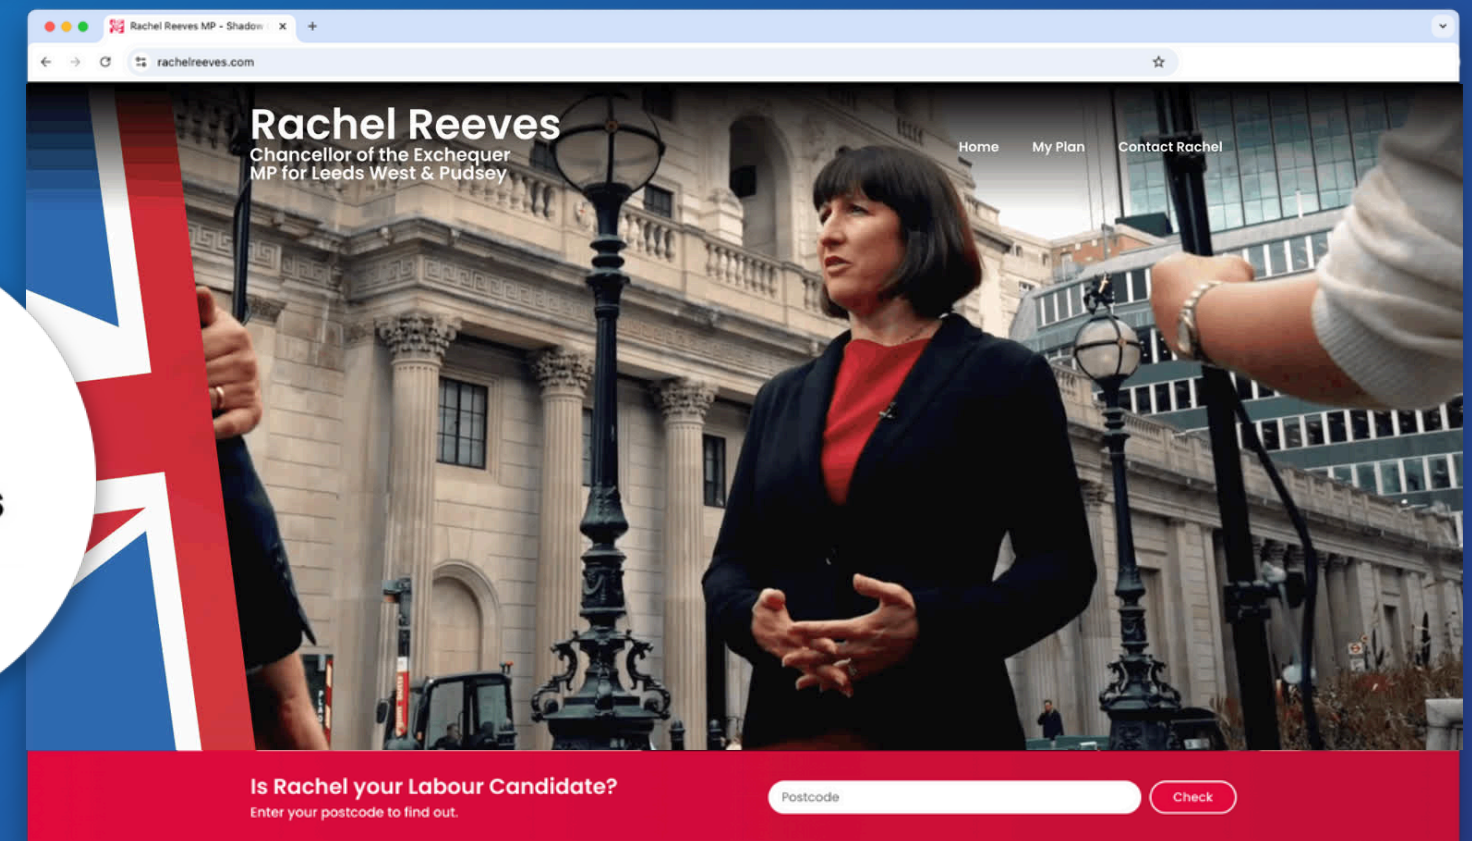 Rachel Reeves MP - Shadow
rachelreeves.com
Rachel Reeves
Chancellor of the Exchequer
MP for Leeds West & Pudsey
Home My Plan Contact Rachel
Is Rachel your Labour Candidate?
Enter your postcode to find out.
Postcode
Check